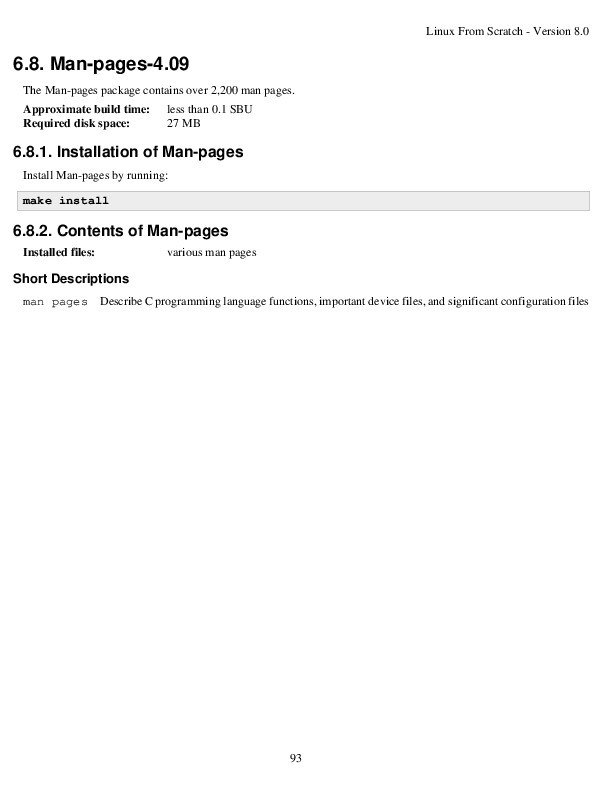 Linux From Scratch - Version 8.0
6.8. Man-pages-4.09
The Man-pages package contains over 2,200 man pages.
Approximate build time: less than 0.1 SBU
Required disk space: 27 MB
6.8.1. Installation of Man-pages
Install Man-pages by running:
make install
6.8.2. Contents of Man-pages
Installed files: various man pages
Short Descriptions
man pages Describe C programming language functions, important device files, and significant configuration files
93